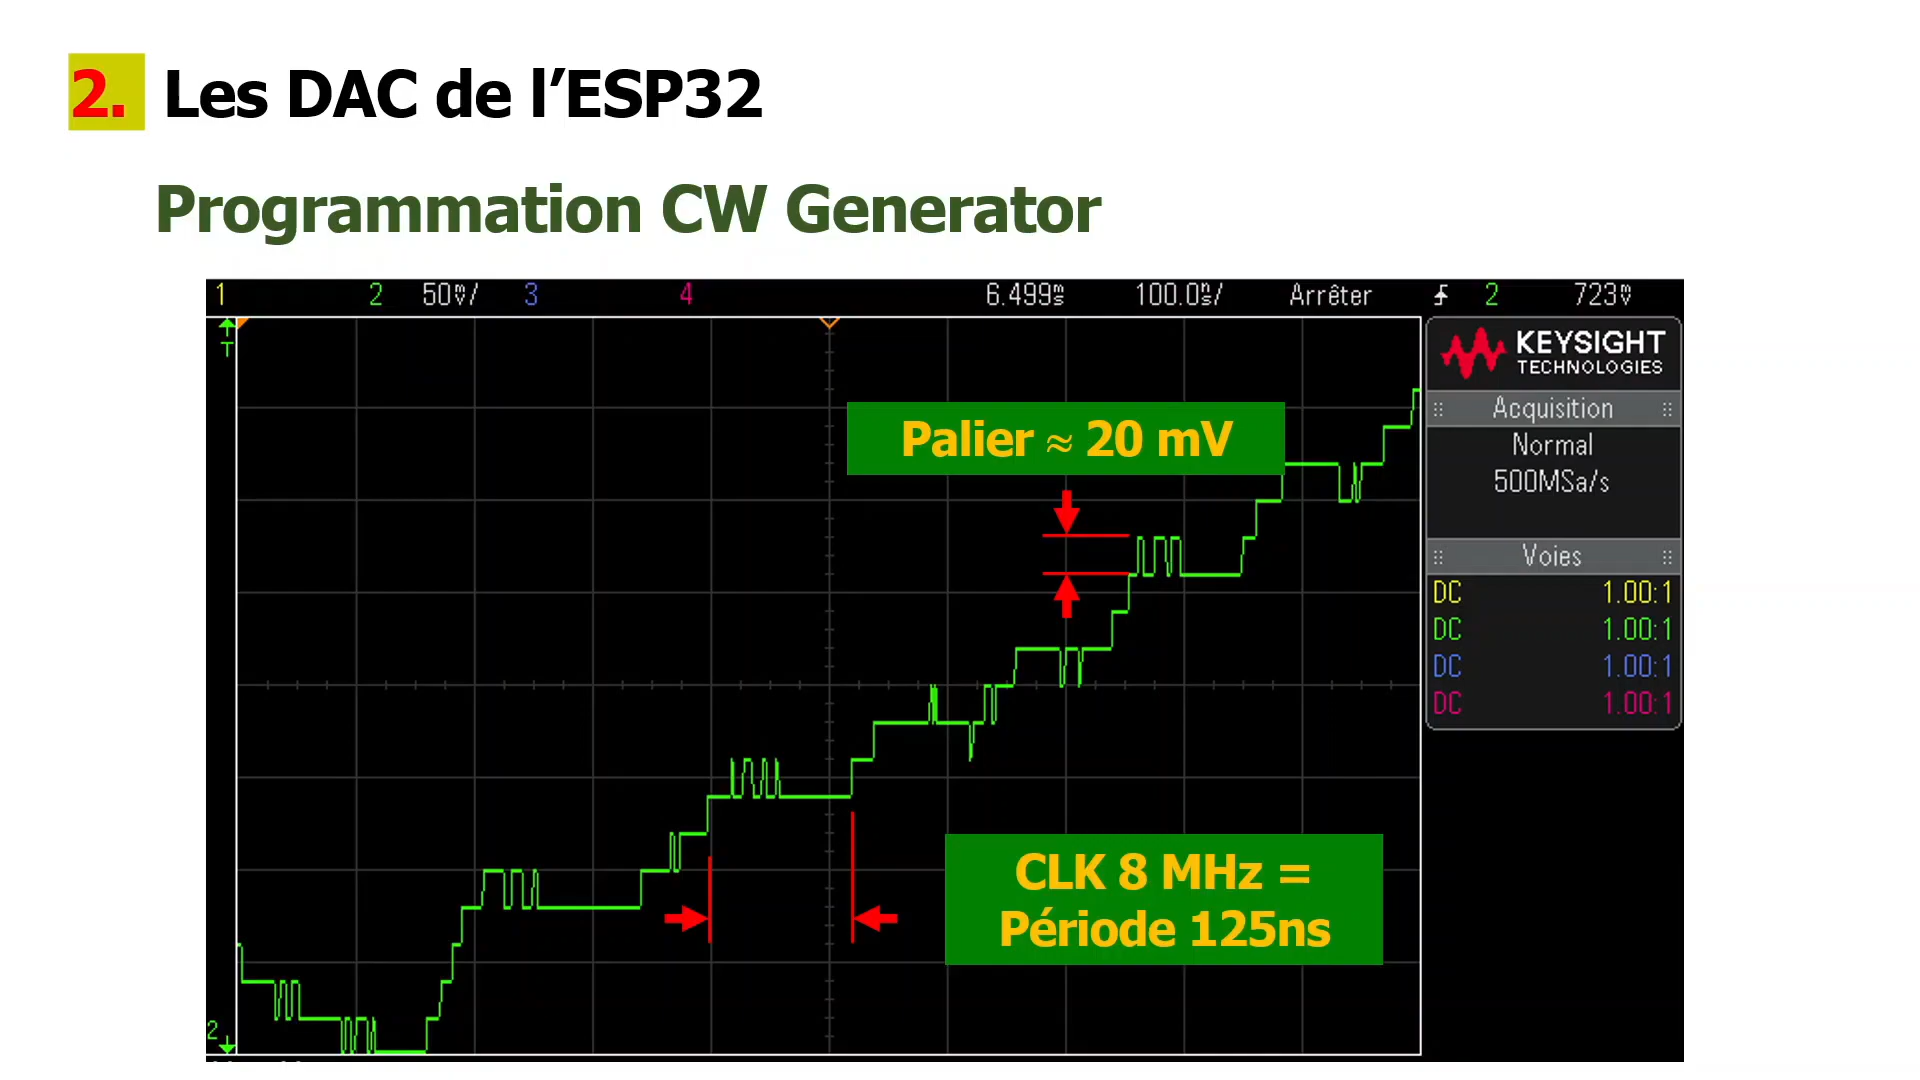 2. Les DAC de l’ESP32
Programmation CW Generator
1 2 50mV/ 3 4 6.499ms 100.0ns/ Arrêter 2 723mV
T
KEYSIGHT
TECHNOLOGIES
Acquisition
Normal
500MSa/s
Palier ≈ 20 mV
Voies
DC 1.00:1
DC 1.00:1
DC 1.00:1
DC 1.00:1
CLK 8 MHz =
Période 125ns
2